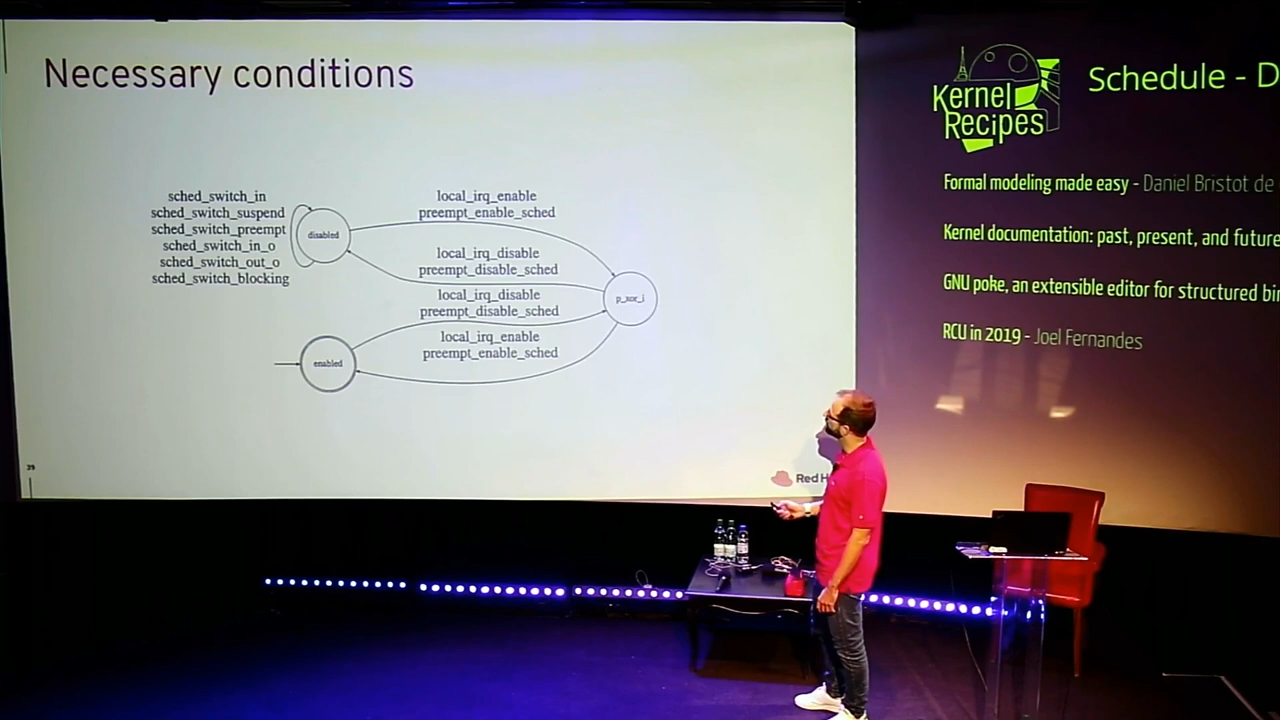 Necessary conditions
sched_switch_in
sched_switch_suspend
sched_switch_preempt
sched_switch_in_o
sched_switch_out_o
sched_switch_blocking
disabled
local_irq_enable
preempt_enable_sched
local_irq_disable
preempt_disable_sched
local_irq_disable
preempt_disable_sched
local_irq_enable
preempt_enable_sched
p_xor_i
enabled
39
Red H
Kernel
Recipes
Schedule - D
Formal modeling made easy - Daniel Bristot de
Kernel documentation: past, present, and future
GNU poke, an extensible editor for structured bin
RCU in 2019 - Joel Fernandes